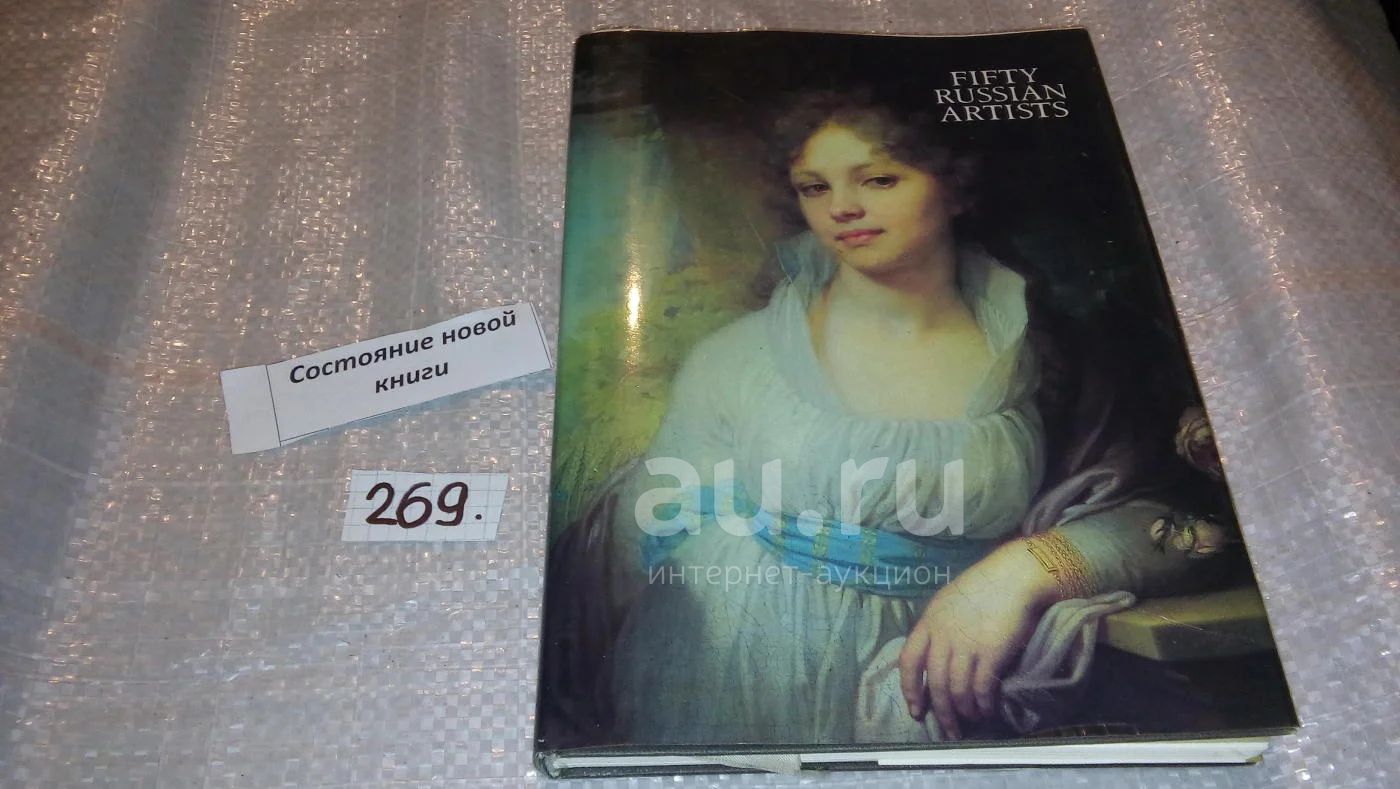 FIFTY
RUSSIAN
ARTISTS
Состояние новой
книги
269.
au.ru
интернет-аукцион